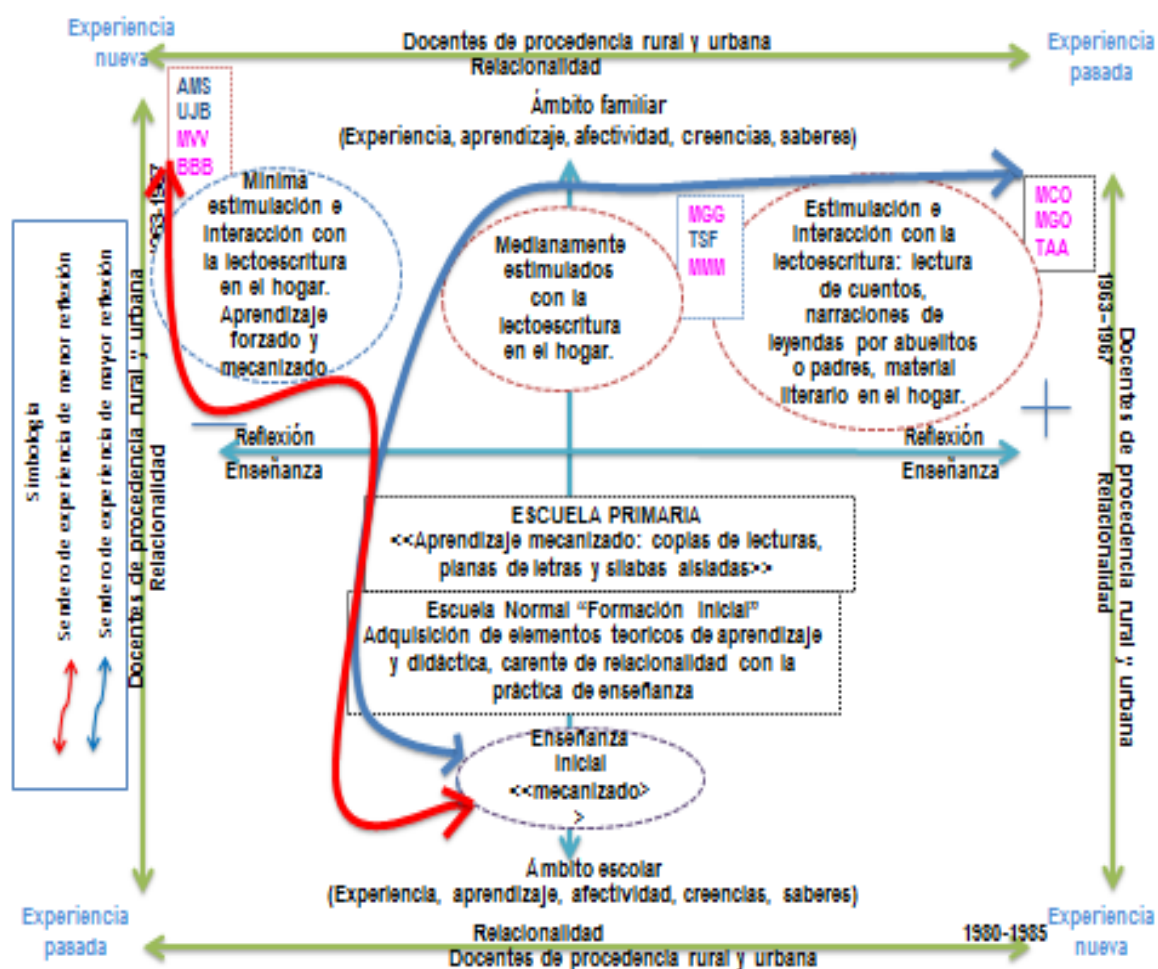 Experiencia
nueva
Docentes de procedencia rural y urbana
Relacionalidad
Experiencia
pasada
AMS
UJB
MVV
BBB
Ámbito familiar
(Experiencia, aprendizaje, afectividad, creencias, saberes)
Mínima
estimulación e
interacción con
la lectoescritura
en el hogar.
Aprendizaje
forzado y
mecanizado
Medianamente
estimulados
con la
lectoescritura
en el hogar.
MGG
TSF
MMM
Estimulación e
interacción con la
lectoescritura: lectura
de cuentos,
narraciones de
leyendas por abuelitos
o padres, material
literario en el hogar.
MCO
MGO
TAA
1963-1967
Docentes de procedencia rural y urbana
Relacionalidad
1963-1967
Docentes de procedencia rural y urbana
Relacionalidad
Simbología
Sendero de experiencia de menor reflexión
Sendero de experiencia de mayor reflexión
Reflexión
Enseñanza
Reflexión
Enseñanza
ESCUELA PRIMARIA
<<Aprendizaje mecanizado: copias de lecturas,
planas de letras y sílabas aisladas>>
Escuela Normal “Formación Inicial”
Adquisición de elementos teoricos de aprendizaje
y didáctica, carente de relacionalidad con la
práctica de enseñanza
Enseñanza
Inicial
<<mecanizado>
>
Ámbito escolar
(Experiencia, aprendizaje, afectividad, creencias, saberes)
Experiencia
pasada
Relacionalidad
Docentes de procedencia rural y urbana
1980-1985
Experiencia
nueva